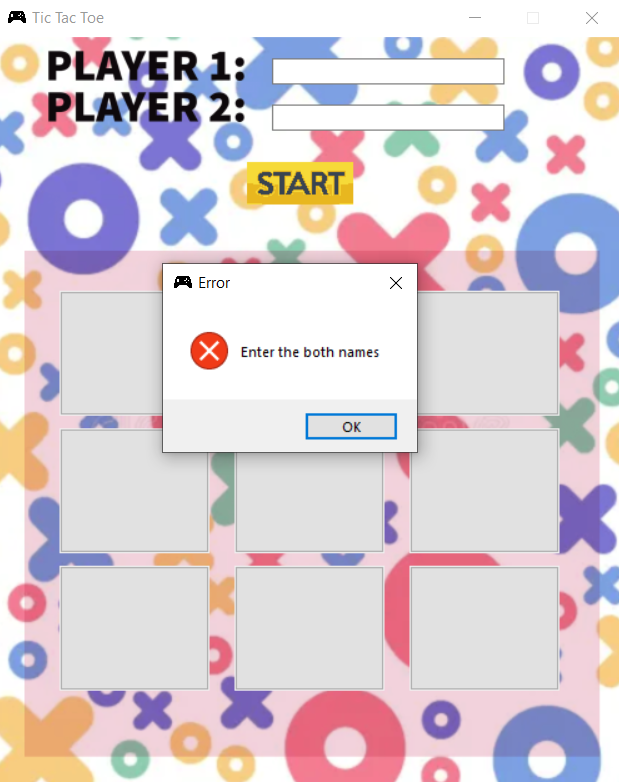 Tic Tac Toe
PLAYER 1:
PLAYER 2:
START
Error
Enter the both names
OK